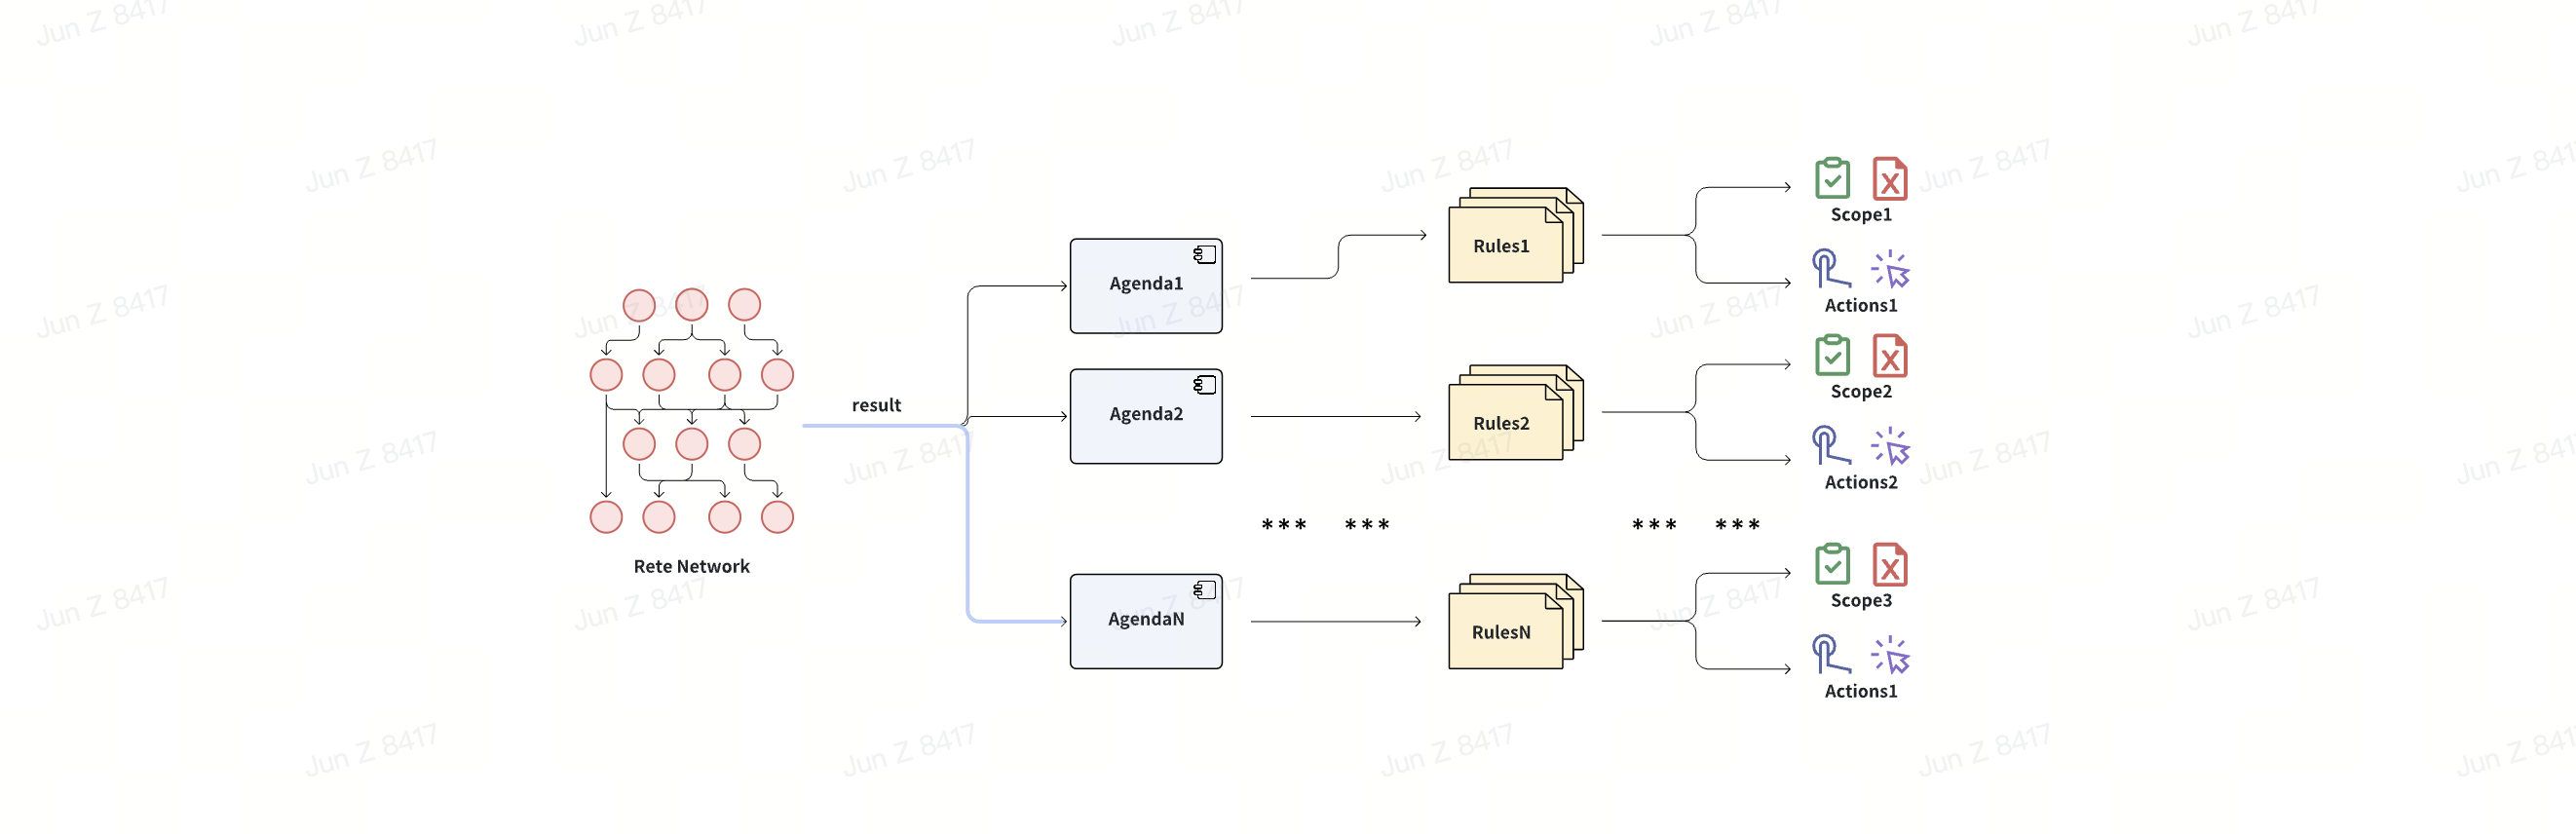 Scope1
Rules1
Agenda1
Actions1
Scope2
result
Agenda2
Rules2
Actions2
*** ***
*** ***
Rete Network
Scope3
AgendaN
RulesN
Actions1
Jun Z 8417